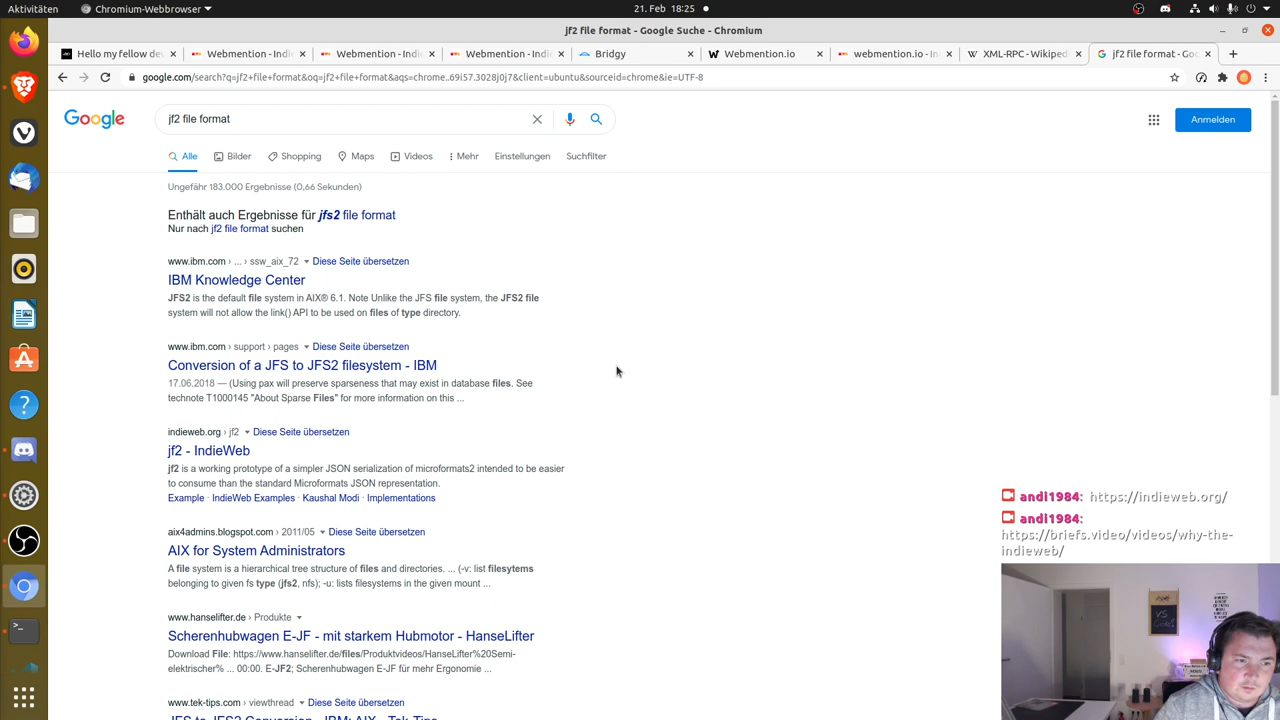 Aktivitäten
Chromium-Webbrowser
21. Feb 18:25
jf2 file format - Google Suche - Chromium
Hello my fellow de
Webmention - Indie
Webmention - Indie
Webmention - Indie
Bridgy
Webmention.io
webmention.io - In
XML-RPC - Wikiped
jf2 file format - Goo
google.com/search?q=jf2+file+format&oq=jf2+file+format&aqs=chrome..69i57.3028j0j7&client=ubuntu&sourceid=chrome&ie=UTF-8
Google
jf2 file format
Anmelden
Alle
Bilder
Shopping
Maps
Videos
Mehr
Einstellungen
Suchfilter
Ungefähr 183.000 Ergebnisse (0,66 Sekunden)
Enthält auch Ergebnisse für jfs2 file format
Nur nach jf2 file format suchen
www.ibm.com › ... › ssw_aix_72 Diese Seite übersetzen
IBM Knowledge Center
JFS2 is the default file system in AIX® 6.1. Note Unlike the JFS file system, the JFS2 file
system will not allow the link() API to be used on files of type directory.
www.ibm.com › support › pages Diese Seite übersetzen
Conversion of a JFS to JFS2 filesystem - IBM
17.06.2018 — (Using pax will preserve sparseness that may exist in database files. See
technote T1000145 "About Sparse Files" for more information on this ...
indieweb.org › jf2 Diese Seite übersetzen
jf2 - IndieWeb
jf2 is a working prototype of a simpler JSON serialization of microformats2 intended to be easier
to consume than the standard Microformats JSON representation.
Example · IndieWeb Examples · Kaushal Modi · Implementations
andi1984: https://indieweb.org/
andi1984:
https://briefs.video/videos/why-the-
indieweb/
aix4admins.blogspot.com › 2011/05 Diese Seite übersetzen
AIX for System Administrators
A file system is a hierarchical tree structure of files and directories. ... (-v: list filesytems
belonging to given fs type (jfs2, nfs); -u: lists filesystems in the given mount ...
www.hanselifter.de › Produkte
Scherenhubwagen E-JF - mit starkem Hubmotor - HanseLifter
Download File: https://www.hanselifter.de/files/Produktvideos/HanseLifter%20Semi-
elektrischer% ... 00:00. E-JF2; Scherenhubwagen E-JF für mehr Ergonomie ...
www.tek-tips.com › viewthread Diese Seite übersetzen
JFS to JFS2 Conversion - IBM: AIX - Tek-Tips